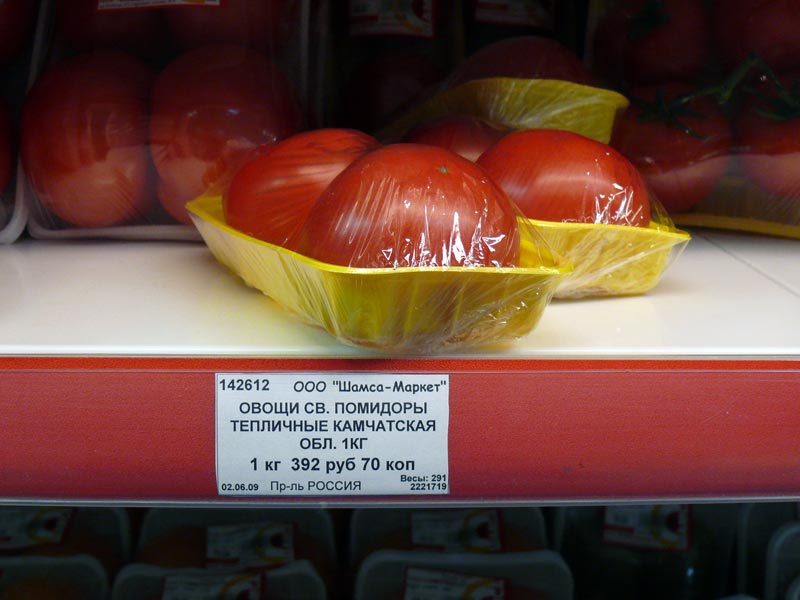 142612 ООО "Шамса-Маркет"
ОВОЩИ СВ. ПОМИДОРЫ
ТЕПЛИЧНЫЕ КАМЧАТСКАЯ
ОБЛ. 1КГ
1 кг 392 руб 70 коп
Весы: 291
02.06.09 Пр-ль РОССИЯ 2221719